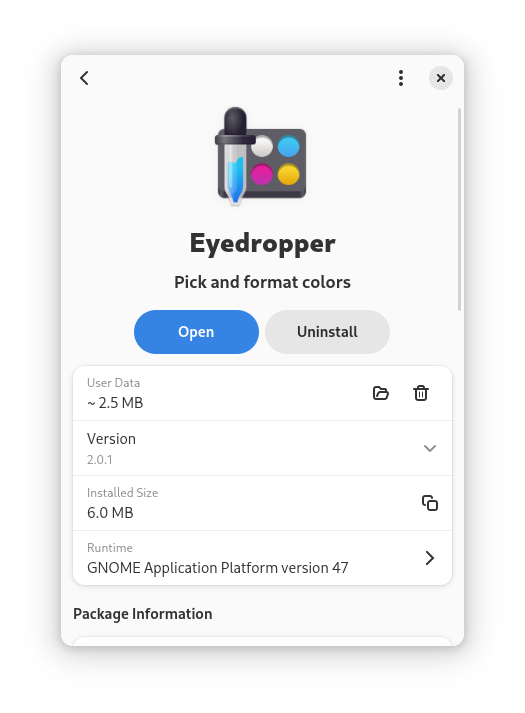 Eyedropper
Pick and format colors
Open
Uninstall
User Data
~ 2.5 MB
Version
2.0.1
Installed Size
6.0 MB
Runtime
GNOME Application Platform version 47
Package Information